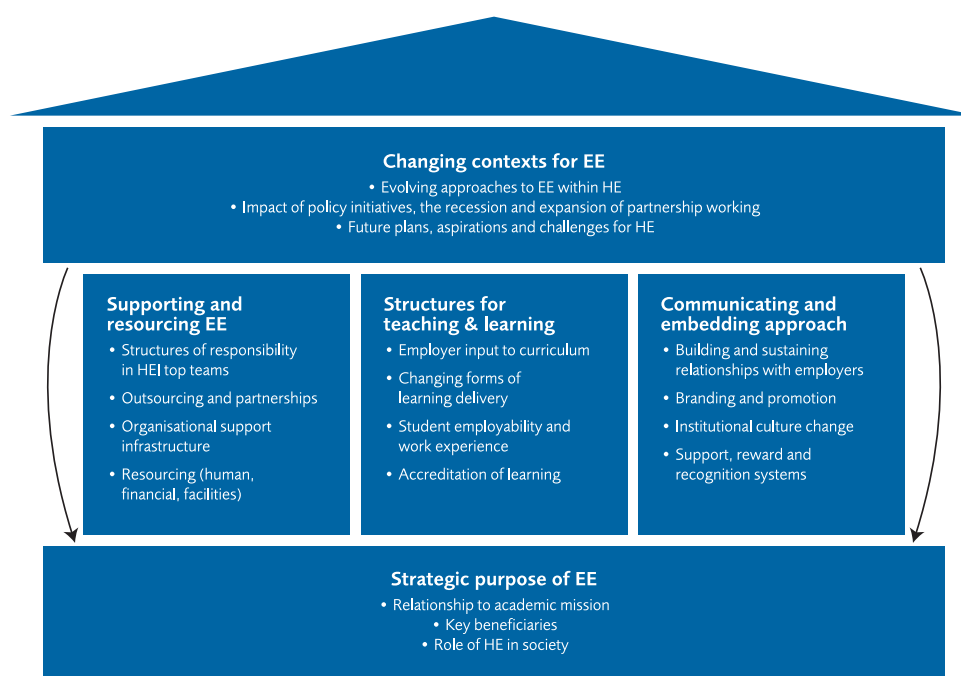 Changing contexts for EE
• Evolving approaches to EE within HE
• Impact of policy initiatives, the recession and expansion of partnership working
• Future plans, aspirations and challenges for HE
Supporting and
resourcing EE
• Structures of responsibility
in HEI top teams
• Outsourcing and partnerships
• Organisational support
infrastructure
• Resourcing (human,
financial, facilities)
Structures for
teaching & learning
• Employer input to curriculum
• Changing forms of
learning delivery
• Student employability and
work experience
• Accreditation of learning
Communicating and
embedding approach
• Building and sustaining
relationships with employers
• Branding and promotion
• Institutional culture change
• Support, reward and
recognition systems
Strategic purpose of EE
• Relationship to academic mission
• Key beneficiaries
• Role of HE in society